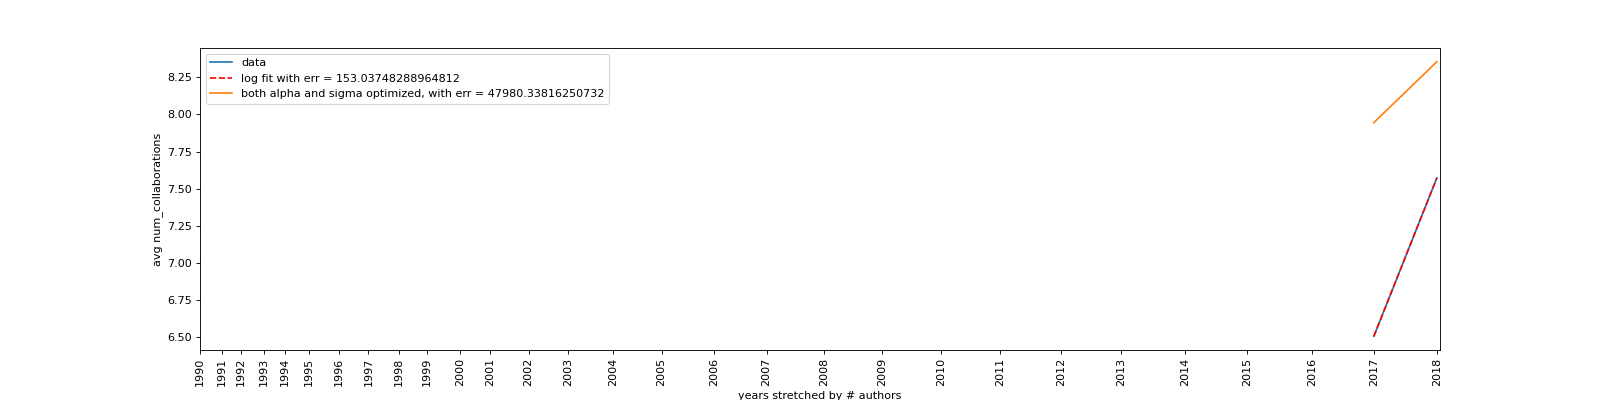 data
log fit with err = 153.03748288964812
both alpha and sigma optimized, with err = 47980.33816250732
8.25
8.00
7.75
7.50
7.25
7.00
6.75
6.50
avg num_collaborations
1990 1991 1992 1993 1994 1995 1996 1997 1998 1999 2000 2001 2002 2003 2004 2005 2006 2007 2008 2009 2010 2011 2012 2013 2014 2015 2016 2017 2018
years stretched by # authors